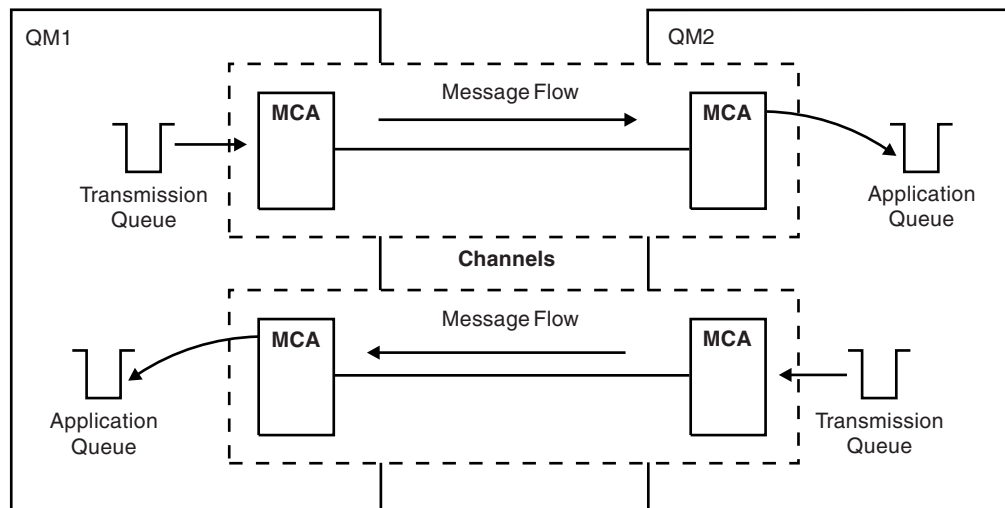 QM1
QM2
Message Flow
MCA
MCA
Transmission
Queue
Application
Queue
Channels
Message Flow
MCA
MCA
Application
Queue
Transmission
Queue